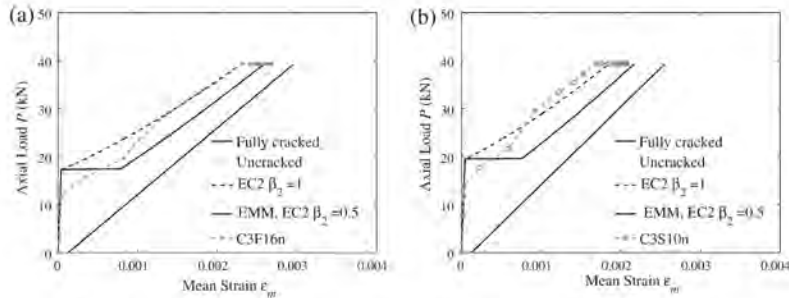 (a)
50
40
30
20
10
0
Axial Load P (kN)
Fully cracked
Uncracked
EC2 β₂ =1
EMM, EC2 β₂ =0.5
C3F16n
0
0.001
0.002
0.003
0.004
Mean Strain εₘ
(b)
50
40
30
20
10
0
Axial Load P (kN)
Fully cracked
Uncracked
EC2 β₂ =1
EMM, EC2 β₂ =0.5
C3S10n
0
0.001
0.002
0.003
0.004
Mean Strain εₘ